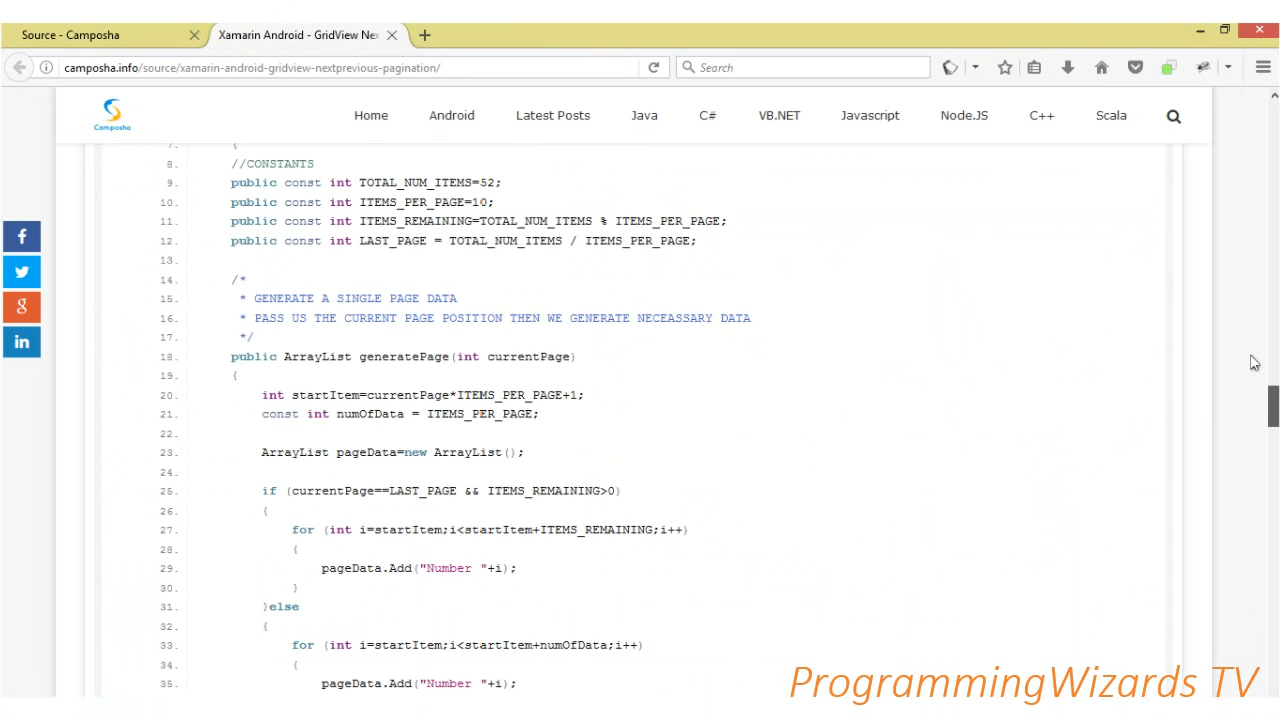 Source - Camposha
Xamarin Android - GridView Nex
camposha.info/source/xamarin-android-gridview-nextprevious-pagination/
Search
Camposha
Home Android Latest Posts Java C# VB.NET Javascript Node.JS C++ Scala
7. {
8. //CONSTANTS
9. public const int TOTAL_NUM_ITEMS=52;
10. public const int ITEMS_PER_PAGE=10;
11. public const int ITEMS_REMAINING=TOTAL_NUM_ITEMS % ITEMS_PER_PAGE;
12. public const int LAST_PAGE = TOTAL_NUM_ITEMS / ITEMS_PER_PAGE;
13.
14. /*
15. * GENERATE A SINGLE PAGE DATA
16. * PASS US THE CURRENT PAGE POSITION THEN WE GENERATE NECEASSARY DATA
17. */
18. public ArrayList generatePage(int currentPage)
19. {
20. int startItem=currentPage*ITEMS_PER_PAGE+1;
21. const int numOfData = ITEMS_PER_PAGE;
22.
23. ArrayList pageData=new ArrayList();
24.
25. if (currentPage==LAST_PAGE && ITEMS_REMAINING>0)
26. {
27. for (int i=startItem;i<startItem+ITEMS_REMAINING;i++)
28. {
29. pageData.Add("Number "+i);
30. }
31. }else
32. {
33. for (int i=startItem;i<startItem+numOfData;i++)
34. {
35. pageData.Add("Number "+i);
f
8
in
ProgrammingWizards TV